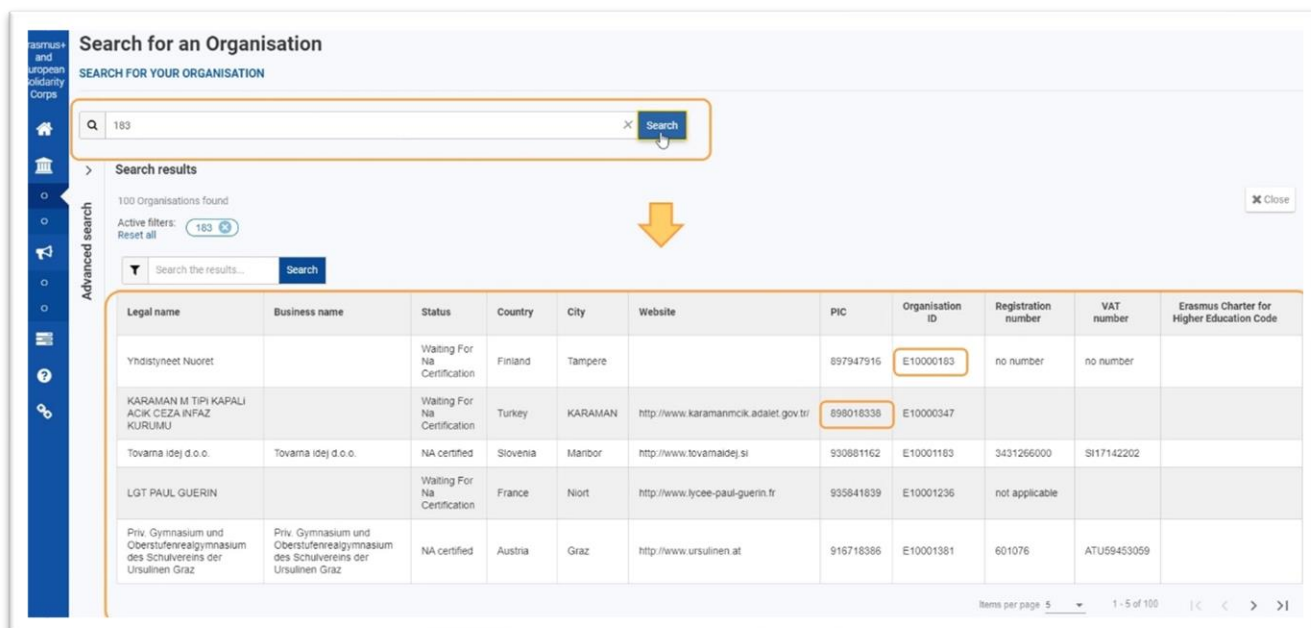 rasmus+
and
uropean
olidarity
Corps
Search for an Organisation
SEARCH FOR YOUR ORGANISATION
183 Search
Search results
100 Organisations found
Active filters: 183
Reset all
Advanced search
Close
Search the results... Search
Legal name Business name Status Country City Website PIC Organisation ID Registration number VAT number Erasmus Charter for Higher Education Code
Yhdistyneet Nuoret Waiting For Na Certification Finland Tampere 897947916 E10000183 no number no number
KARAMAN M TİPİ KAPALI ACIK CEZA INFAZ KURUMU Waiting For Na Certification Turkey KARAMAN http://www.karamanmcik.adalet.gov.tr/ 898018338 E10000347
Tovarna idej d.o.o. Tovarna idej d.o.o. NA certified Slovenia Maribor http://www.tovarnaidej.si 930881162 E10001183 3431266000 SI17142202
LGT PAUL GUERIN Waiting For Na Certification France Niort http://www.lycee-paul-guerin.fr 935841839 E10001236 not applicable
Priv. Gymnasium und Oberstufenrealgymnasium des Schulvereins der Ursulinen Graz Priv. Gymnasium und Oberstufenrealgymnasium des Schulvereins der Ursulinen Graz NA certified Austria Graz http://www.ursulinen.at 916718386 E10001381 601076 ATU59453059
Items per page 5 1 - 5 of 100